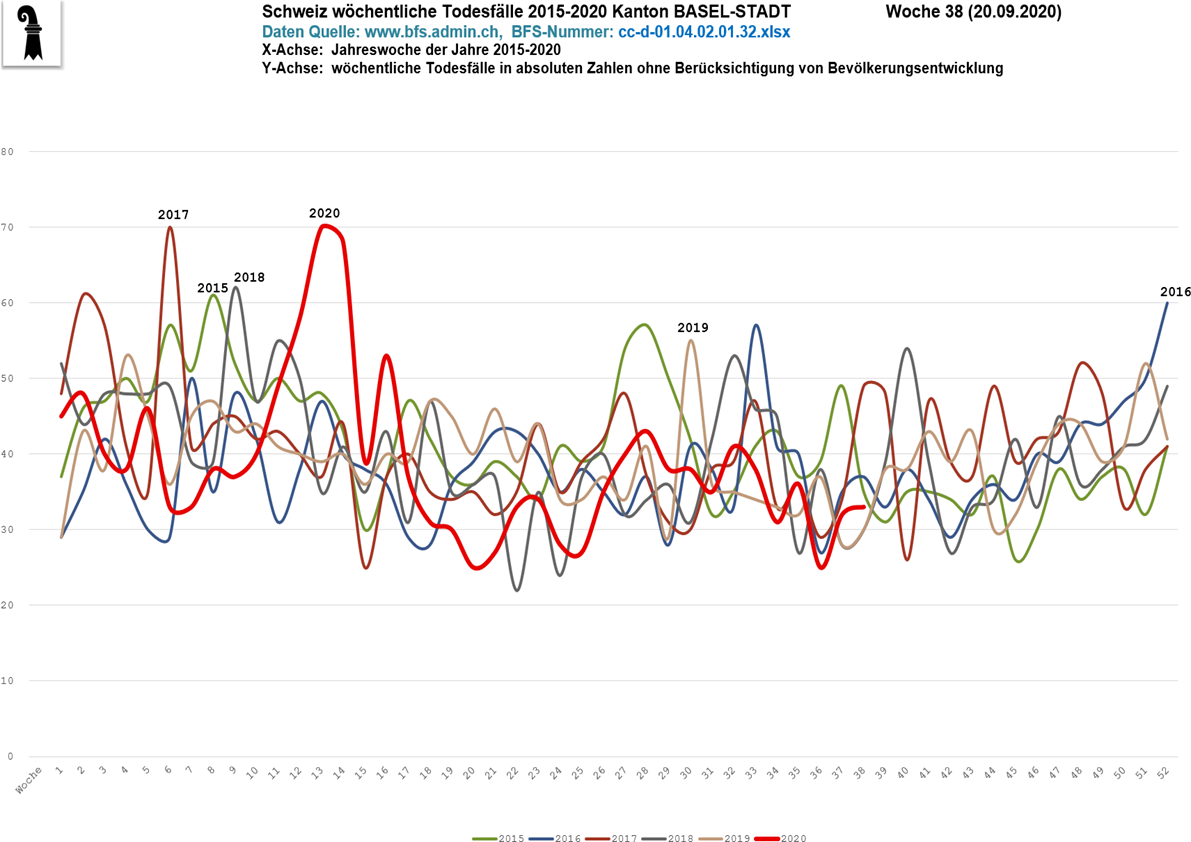 Schweiz wöchentliche Todesfälle 2015-2020 Kanton BASEL-STADT Woche 38 (20.09.2020)
Daten Quelle: www.bfs.admin.ch, BFS-Nummer: cc-d-01.04.02.01.32.xlsx
X-Achse: Jahreswoche der Jahre 2015-2020
Y-Achse: wöchentliche Todesfälle in absoluten Zahlen ohne Berücksichtigung von Bevölkerungsentwicklung
80
70
60
50
40
30
20
10
0
2017
2020
2015
2018
2019
2016
Woche 1 2 3 4 5 6 7 8 9 10 11 12 13 14 15 16 17 18 19 20 21 22 23 24 25 26 27 28 29 30 31 32 33 34 35 36 37 38 39 40 41 42 43 44 45 46 47 48 49 50 51 52
2015 2016 2017 2018 2019 2020